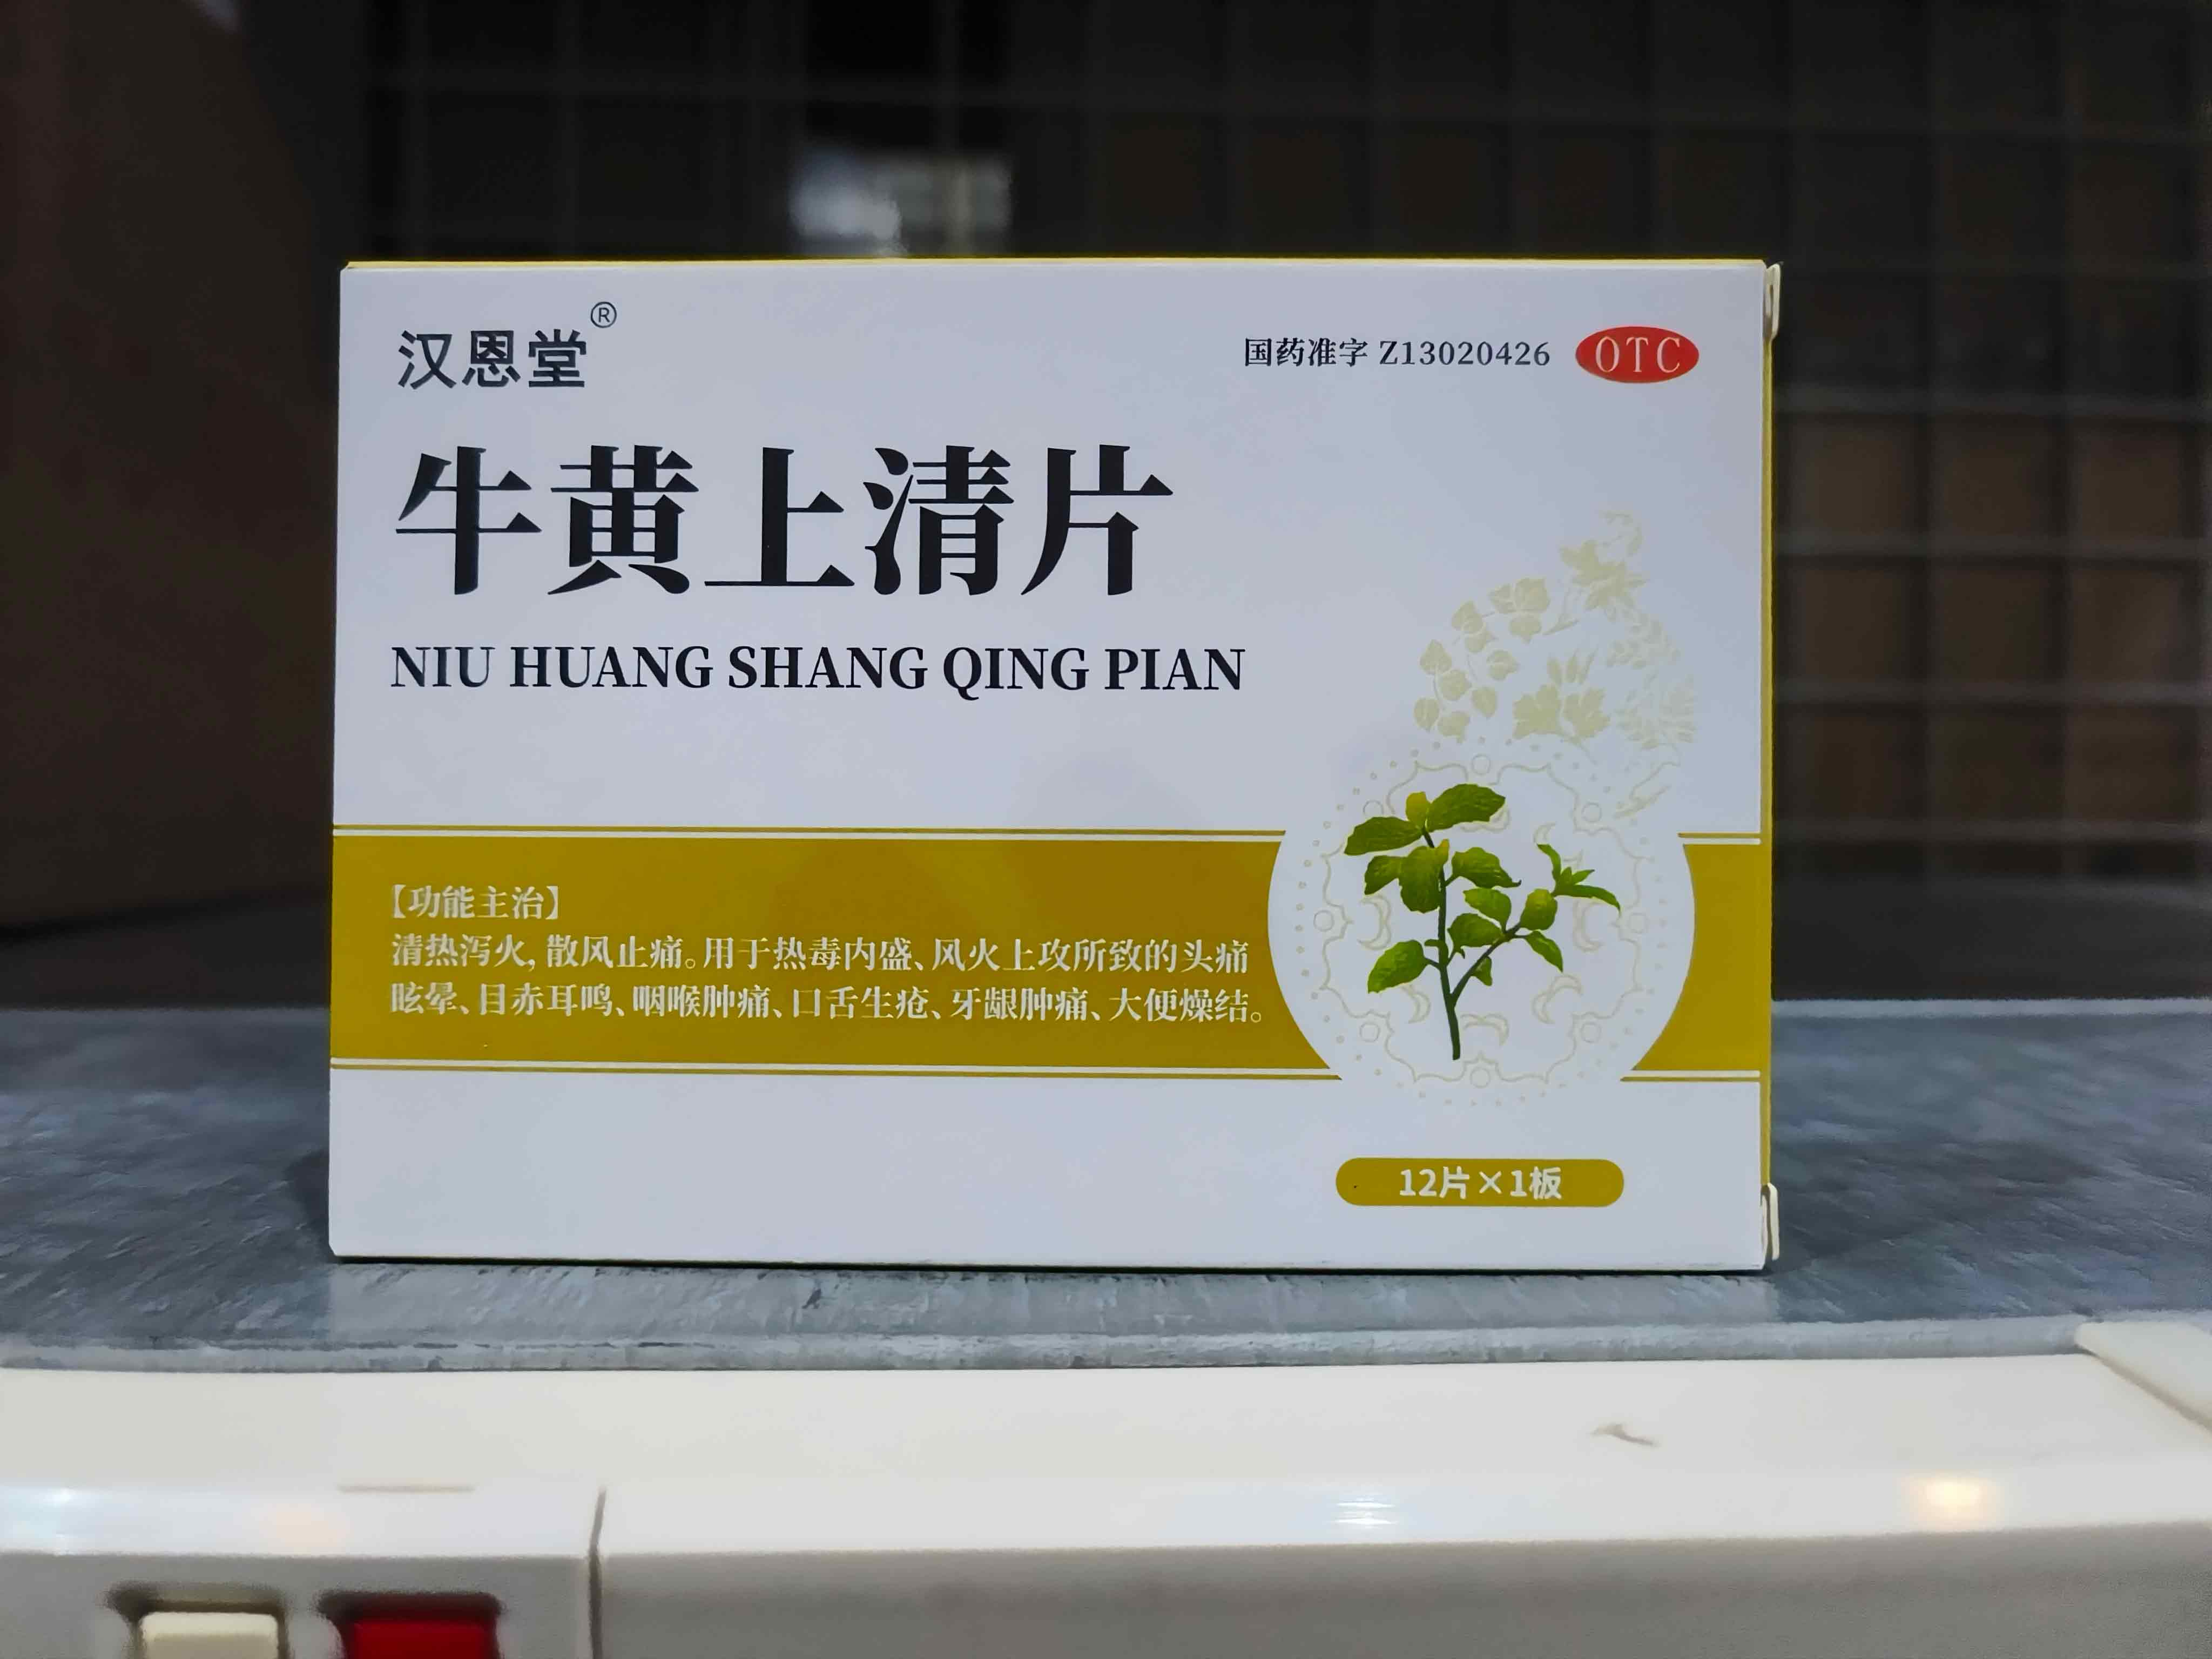 汉恩堂®
国药准字 Z13020426 OTC
牛黄上清片
NIU HUANG SHANG QING PIAN
【功能主治】
清热泻火,散风止痛。用于热毒内盛、风火上攻所致的头痛
眩晕、目赤耳鸣、咽喉肿痛、口舌生疮、牙龈肿痛、大便燥结。
12片×1板